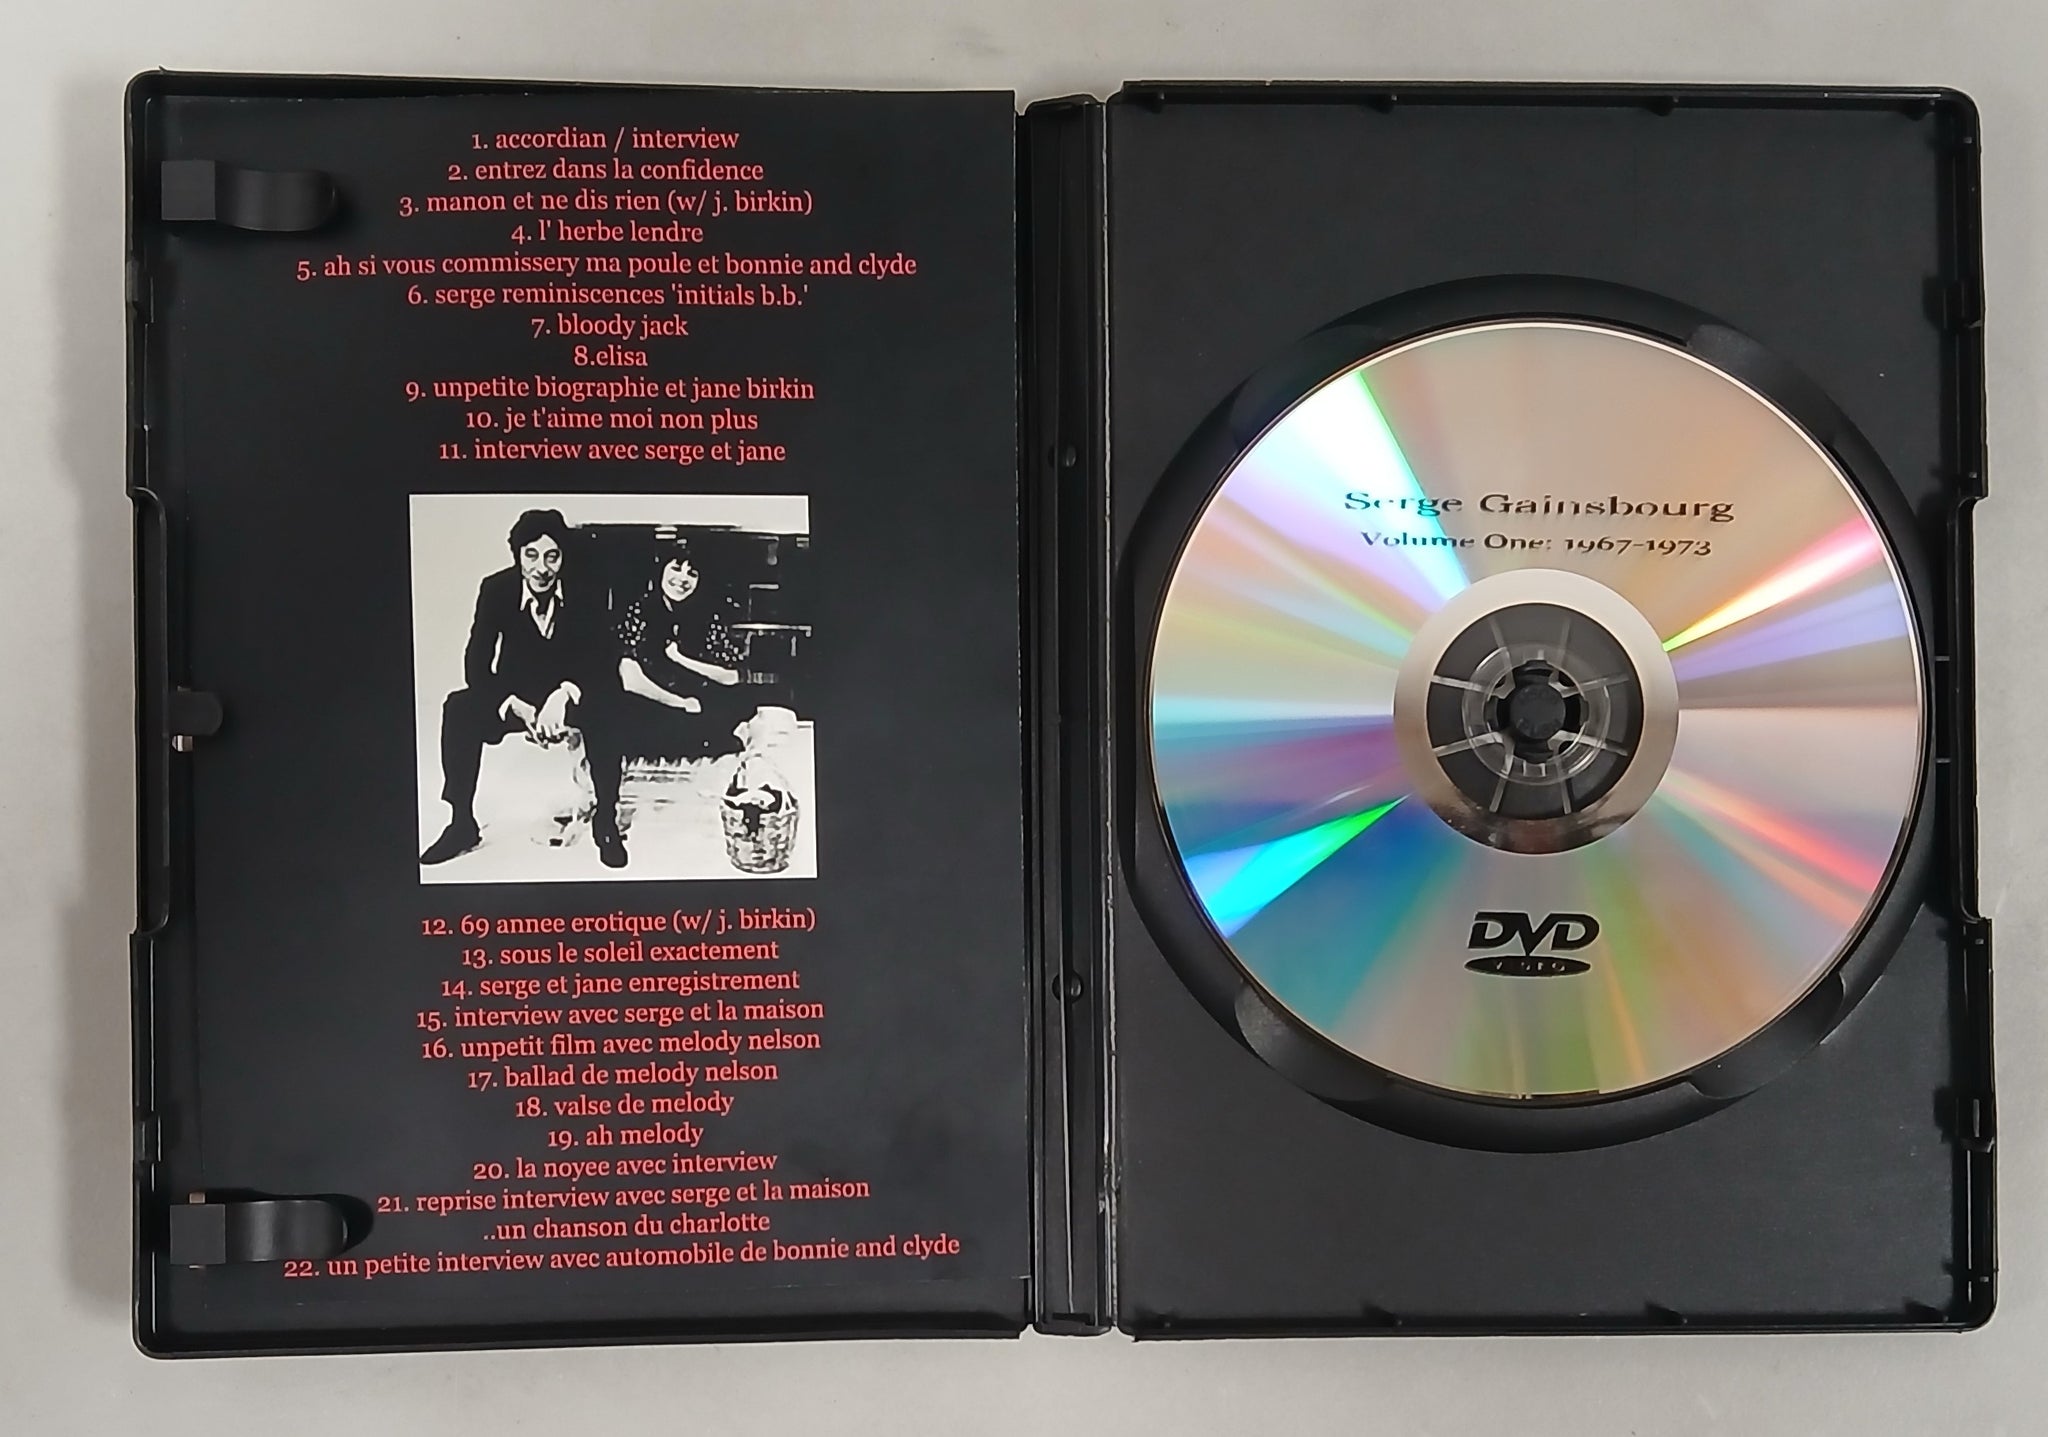 1. accordian / interview
2. entrez dans la confidence
3. manon et ne dis rien (w/ j. birkin)
4. l' herbe lendre
5. ah si vous commissery ma poule et bonnie and clyde
6. serge reminiscences 'initials b.b.'
7. bloody jack
8.elisa
9. unpetite biographie et jane birkin
10. je t'aime moi non plus
11. interview avec serge et jane
12. 69 annee erotique (w/ j. birkin)
13. sous le soleil exactement
14. serge et jane enregistrement
15. interview avec serge et la maison
16. unpetit film avec melody nelson
17. ballad de melody nelson
18. valse de melody
19. ah melody
20. la noyee avec interview
21. reprise interview avec serge et la maison
..un chanson du charlotte
22. un petite interview avec automobile de bonnie and clyde
Serge Gainsbourg
Volume One: 1967-1973
DVD
VIDEO